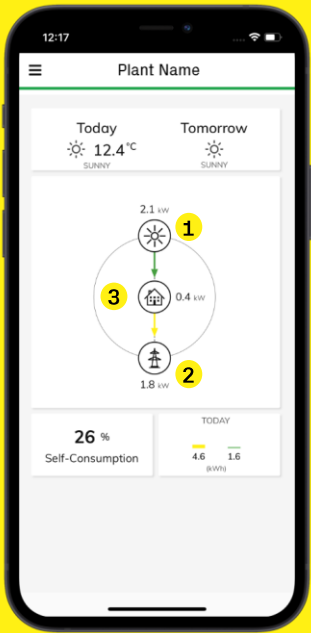 12:17
Plant Name
Today
Tomorrow
12.4°C
SUNNY
SUNNY
2.1 kW
1
3
0.4 kW
2
1.8 kW
26 %
Self-Consumption
TODAY
4.6 1.6
(kWh)